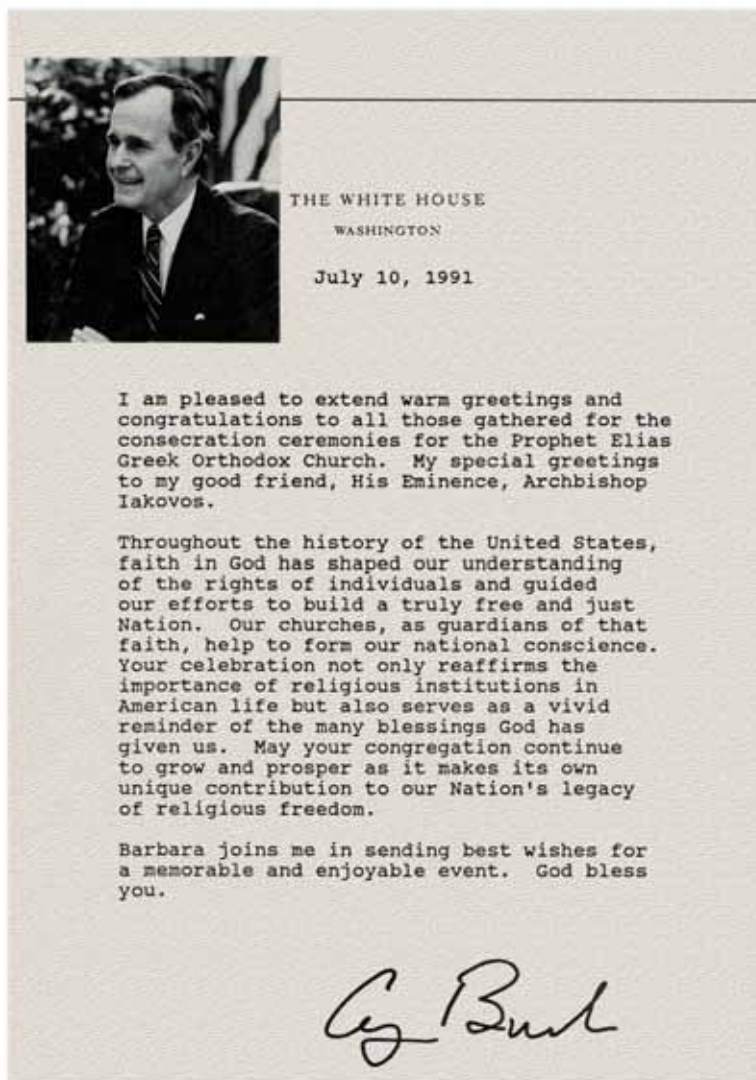 THE WHITE HOUSE
WASHINGTON
July 10, 1991
I am pleased to extend warm greetings and
congratulations to all those gathered for the
consecration ceremonies for the Prophet Elias
Greek Orthodox Church. My special greetings
to my good friend, His Eminence, Archbishop
Iakovos.
Throughout the history of the United States,
faith in God has shaped our understanding
of the rights of individuals and guided
our efforts to build a truly free and just
Nation. Our churches, as guardians of that
faith, help to form our national conscience.
Your celebration not only reaffirms the
importance of religious institutions in
American life but also serves as a vivid
reminder of the many blessings God has
given us. May your congregation continue
to grow and prosper as it makes its own
unique contribution to our Nation's legacy
of religious freedom.
Barbara joins me in sending best wishes for
a memorable and enjoyable event. God bless
you.
Bush